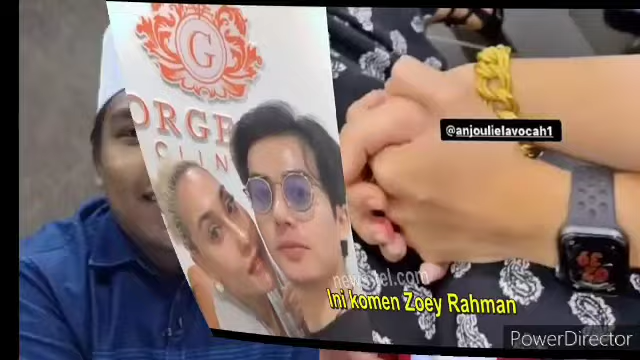 G
ORGE
CLIN
@anjoulielavocah1
Ini komen Zoey Rahman
PowerDirector